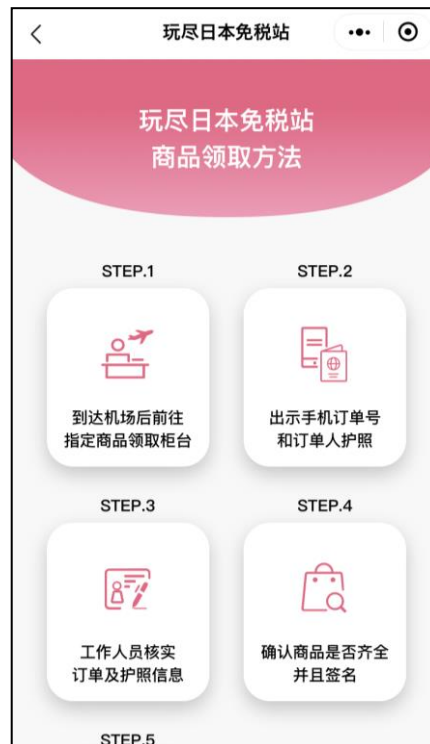 玩尽日本免税站
玩尽日本免税站
商品领取方法
STEP.1
到达机场后前往
指定商品领取柜台
STEP.2
出示手机订单号
和订单人护照
STEP.3
工作人员核实
订单及护照信息
STEP.4
确认商品是否齐全
并且签名
STEP.5